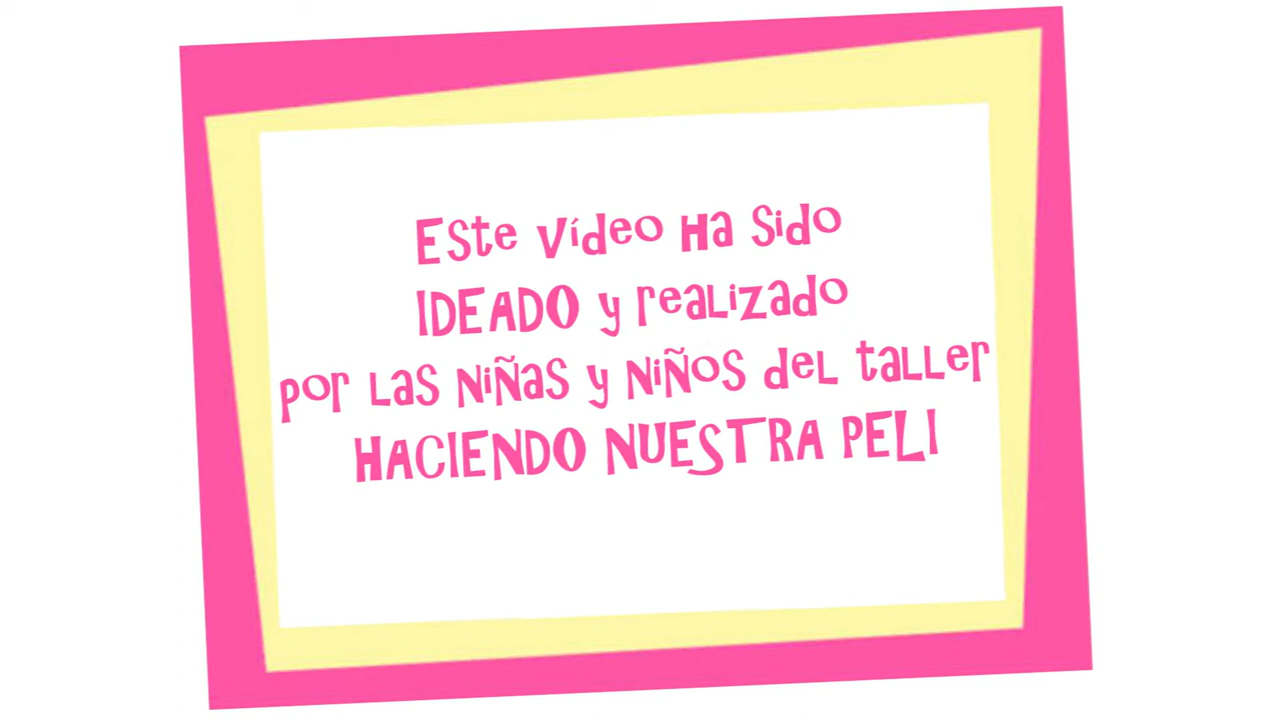 Este vídeo Ha sido
IDEADO y realizado
por las niñas y niños del taller
HACIENDO NUESTRA PELI